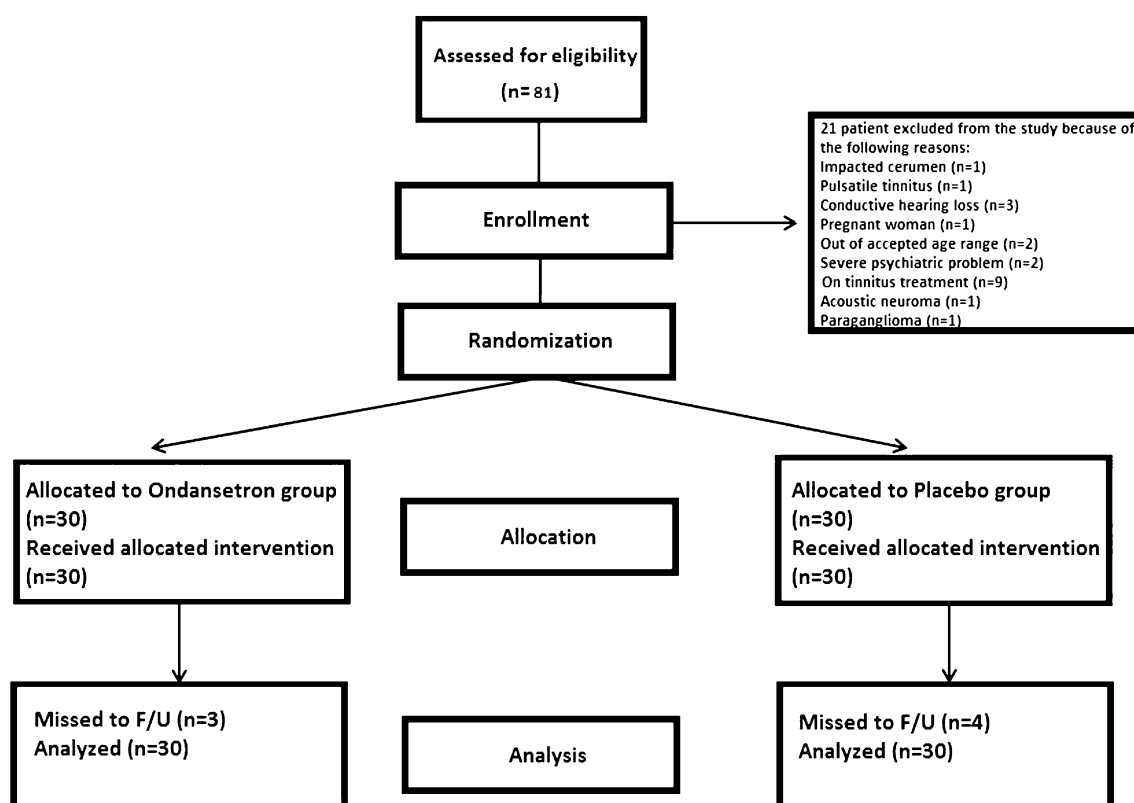 Assessed for eligibility
(n= 81)
21 patient excluded from the study because of
the following reasons:
Impacted cerumen (n=1)
Pulsatile tinnitus (n=1)
Conductive hearing loss (n=3)
Pregnant woman (n=1)
Out of accepted age range (n=2)
Severe psychiatric problem (n=2)
On tinnitus treatment (n=9)
Acoustic neuroma (n=1)
Paraganglioma (n=1)
Enrollment
Randomization
Allocated to Ondansetron group
(n=30)
Received allocated intervention
(n=30)
Allocation
Allocated to Placebo group
(n=30)
Received allocated intervention
(n=30)
Missed to F/U (n=3)
Analyzed (n=30)
Analysis
Missed to F/U (n=4)
Analyzed (n=30)